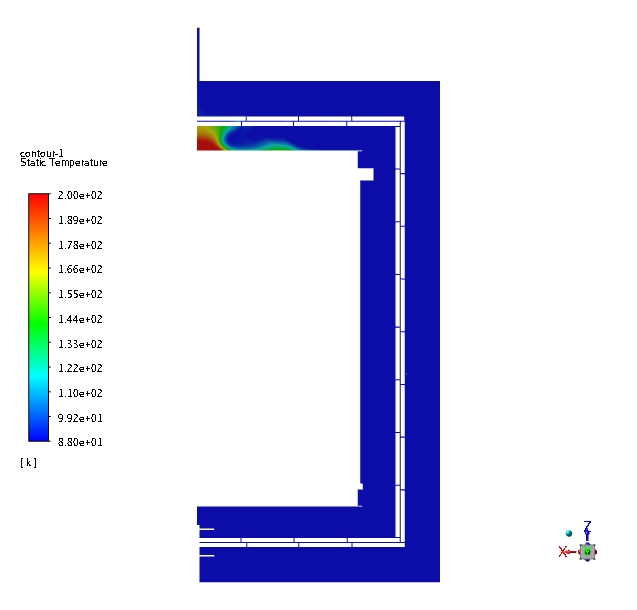 contour-1
Static Temperature
2.00e+02
1.89e+02
1.78e+02
1.66e+02
1.55e+02
1.44e+02
1.33e+02
1.22e+02
1.10e+02
9.92e+01
8.80e+01
[k]
Z
X